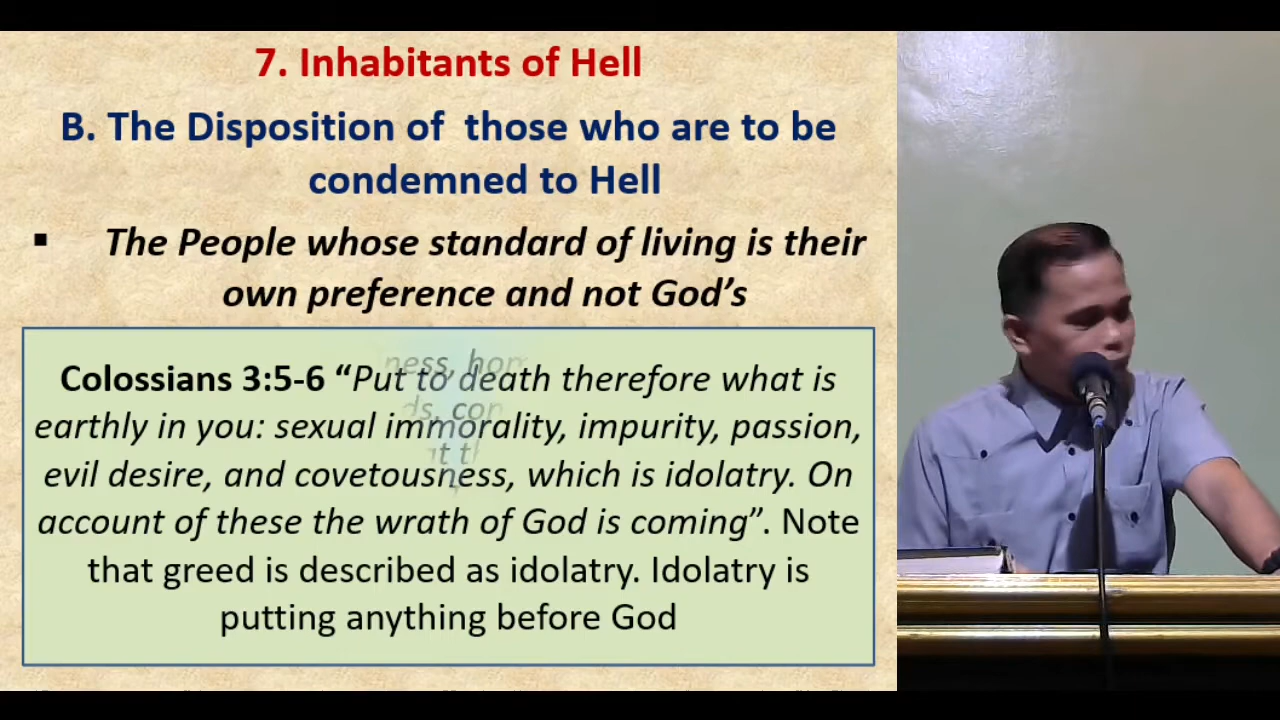 7. Inhabitants of Hell
B. The Disposition of those who are to be
condemned to Hell
▪ The People whose standard of living is their
own preference and not God’s
Colossians 3:5-6 “Put to death therefore what is
earthly in you: sexual immorality, impurity, passion,
evil desire, and covetousness, which is idolatry. On
account of these the wrath of God is coming”. Note
that greed is described as idolatry. Idolatry is
putting anything before God